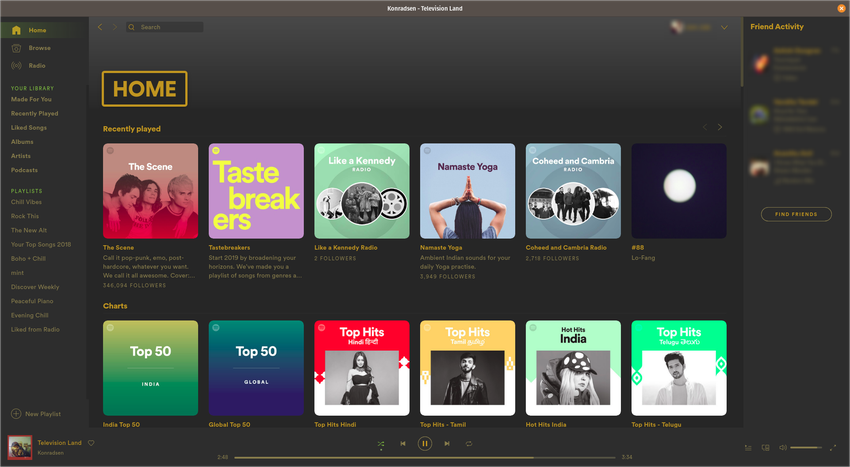 Konradsen - Television Land
Home
Browse
Radio
YOUR LIBRARY
Made For You
Recently Played
Liked Songs
Albums
Artists
Podcasts
PLAYLISTS
Chill Vibes
Rock This
The New Alt
Your Top Songs 2018
Boho + Chill
mint
Discover Weekly
Peaceful Piano
Evening Chill
Liked from Radio
New Playlist
Search
HOME
Recently played
The Scene
Taste
break
ers
Like a Kennedy
RADIO
Namaste Yoga
Coheed and Cambria
RADIO
The Scene
Call it pop-punk, emo, post-
hardcore, whatever you want.
We call it all awesome. Cover:...
346,094 FOLLOWERS
Tastebreakers
Start 2019 by broadening your
horizons. We've made you a
playlist of songs from genres a...
Like a Kennedy Radio
2 FOLLOWERS
Namaste Yoga
Ambient Indian sounds for your
daily Yoga practise.
3,949 FOLLOWERS
Coheed and Cambria Radio
2,716 FOLLOWERS
#88
Lo-Fang
Charts
Top 50
INDIA
Top 50
GLOBAL
Top Hits
Hindi हिन्दी
Top Hits
Tamil தமிழ்
Hot Hits
India
Top Hits
Telugu తెలుగు
India Top 50
Global Top 50
Top Hits Hindi
Top Hits - Tamil
Hot Hits India
Top Hits - Telugu
Friend Activity
FIND FRIENDS
Television Land
Konradsen
2:46
3:34